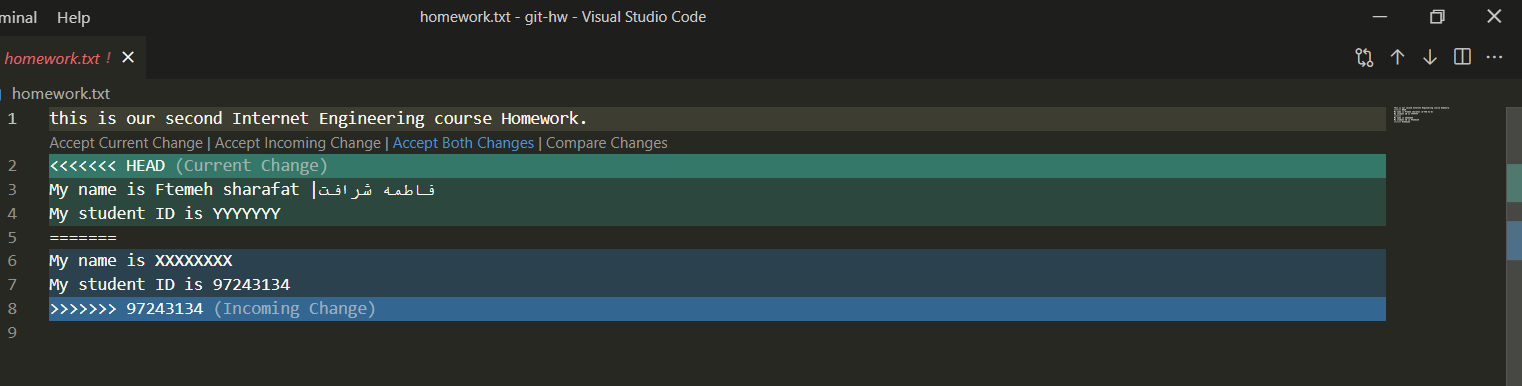 minal Help homework.txt - git-hw - Visual Studio Code
homework.txt !
homework.txt
1 this is our second Internet Engineering course Homework.
Accept Current Change | Accept Incoming Change | Accept Both Changes | Compare Changes
2 <<<<<<< HEAD (Current Change)
3 My name is Ftemeh sharafat |فاطمه شرافت
4 My student ID is YYYYYYY
5 =======
6 My name is XXXXXXXX
7 My student ID is 97243134
8 >>>>>>> 97243134 (Incoming Change)
9